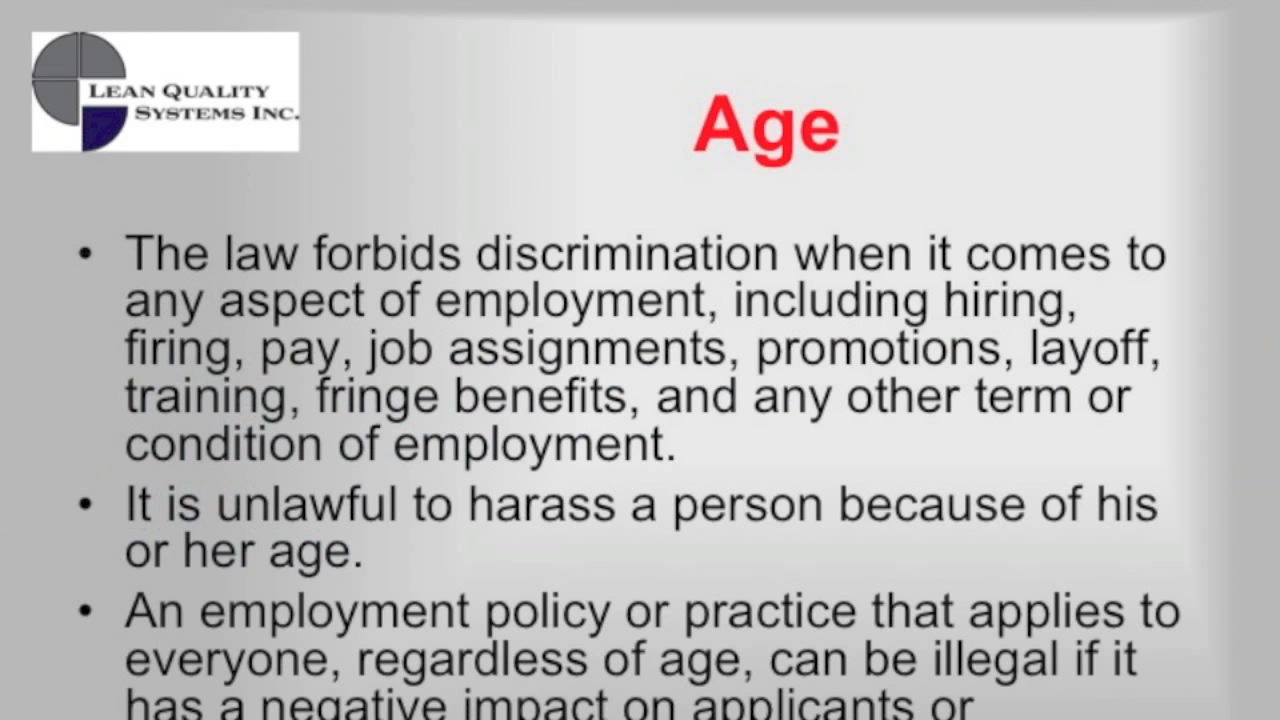 LEAN QUALITY
SYSTEMS INC.
Age
• The law forbids discrimination when it comes to
any aspect of employment, including hiring,
firing, pay, job assignments, promotions, layoff,
training, fringe benefits, and any other term or
condition of employment.
• It is unlawful to harass a person because of his
or her age.
• An employment policy or practice that applies to
everyone, regardless of age, can be illegal if it
has a negative impact on applicants or